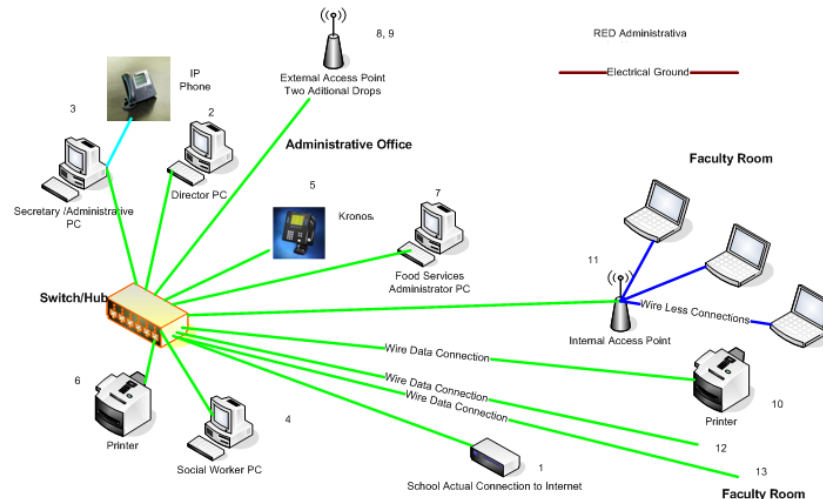 8, 9
RED Administrativa
IP
Phone
External Access Point
Two Aditional Drops
Electrical Ground
3
2
Administrative Office
Faculty Room
Director PC
5
7
Secretary /Administrative
PC
Kronos
Food Services
Administrator PC
11
Switch/Hub
Wire Less Connections
Internal Access Point
Wire Data Connection
6
Wire Data Connection
Wire Data Connection
10
4
Printer
Printer
12
Social Worker PC
1
13
School Actual Connection to Internet
Faculty Room